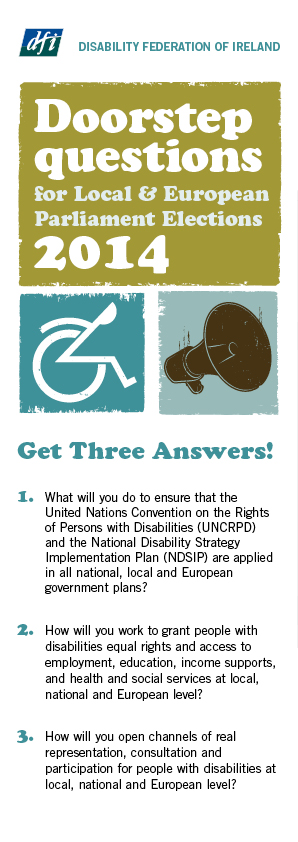 dfi
DISABILITY FEDERATION OF IRELAND
Doorstep
questions
for Local & European
Parliament Elections
2014
Get Three Answers!
1. What will you do to ensure that the
United Nations Convention on the Rights
of Persons with Disabilities (UNCRPD)
and the National Disability Strategy
Implementation Plan (NDSIP) are applied
in all national, local and European
government plans?
2. How will you work to grant people with
disabilities equal rights and access to
employment, education, income supports,
and health and social services at local,
national and European level?
3. How will you open channels of real
representation, consultation and
participation for people with disabilities at
local, national and European level?